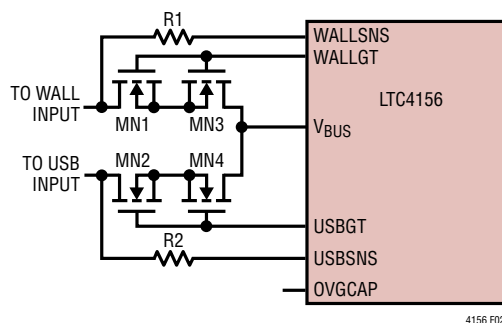 R1
WALLSNS
WALLGT
LTC4156
TO WALL
INPUT
MN1
MN3
VBUS
TO USB
INPUT
MN2
MN4
USBGT
R2
USBSNS
OVGCAP
4156 F02